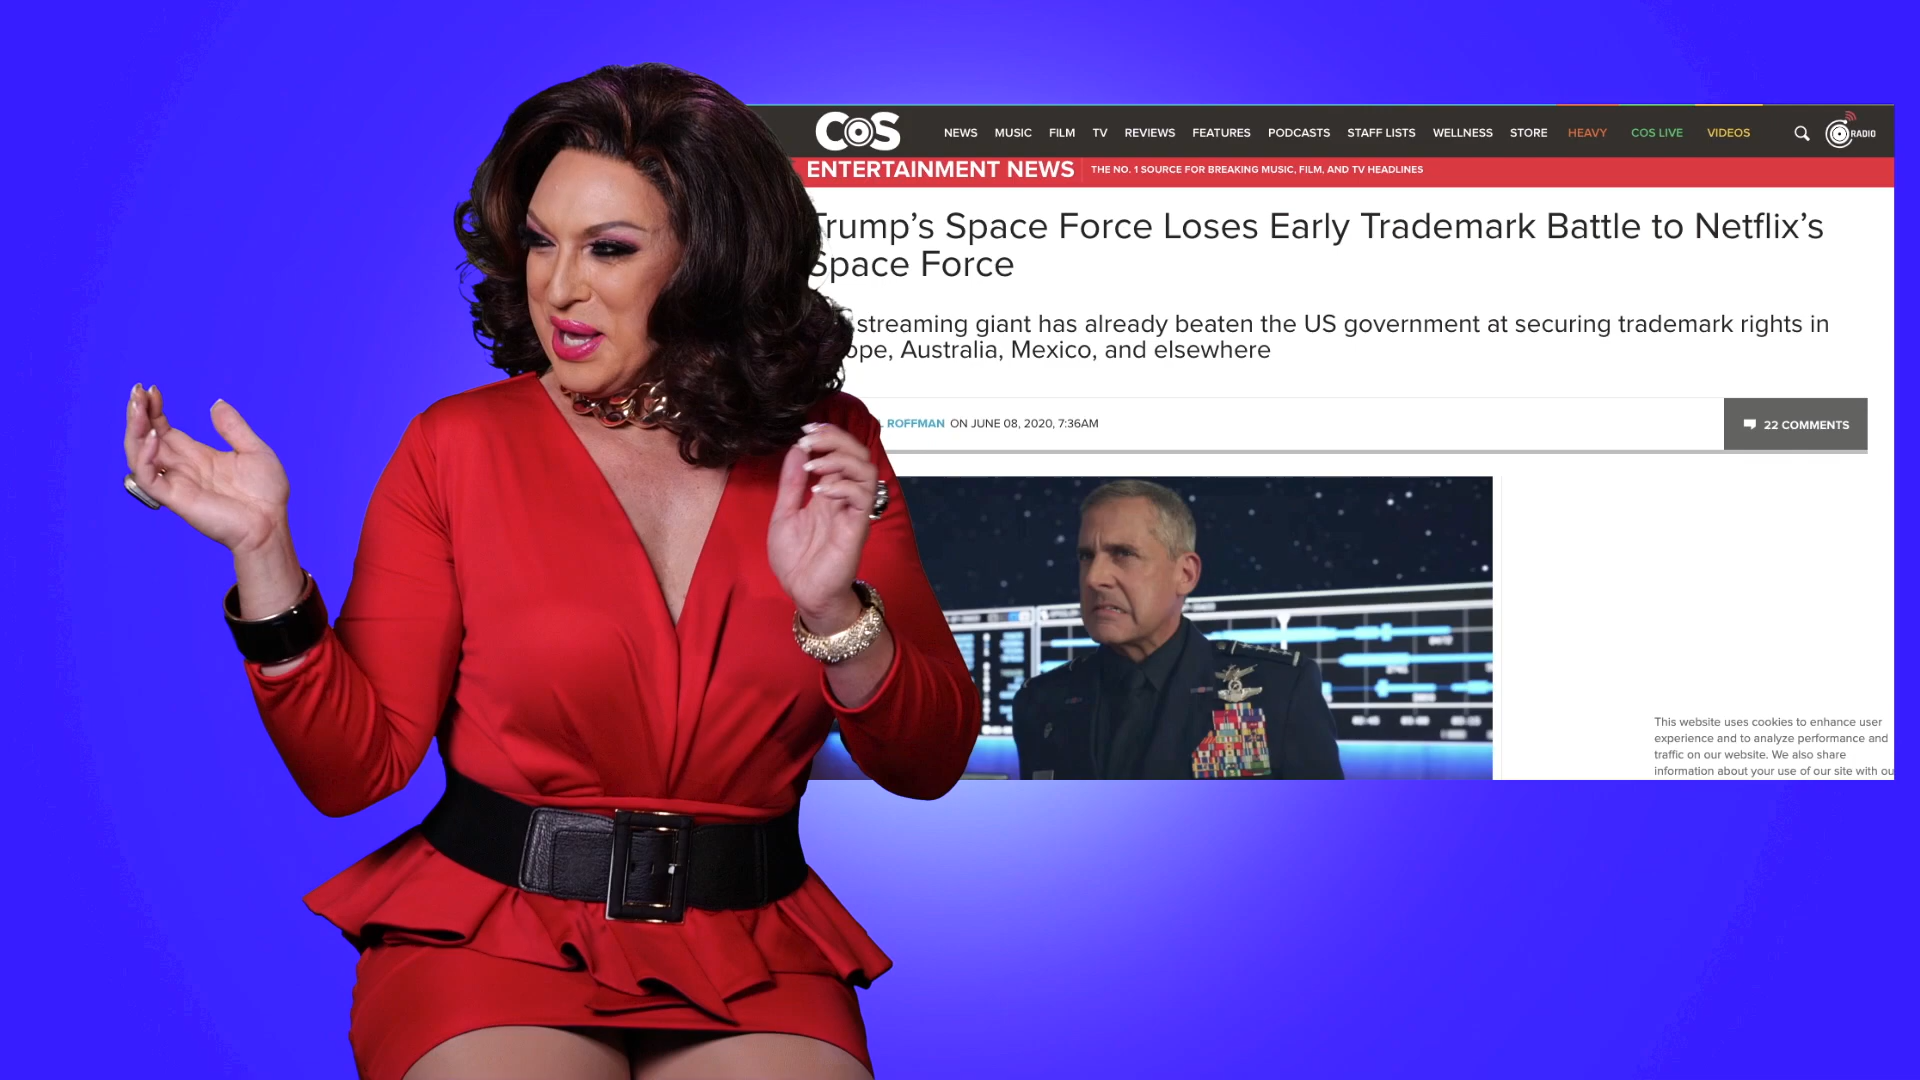 COS
NEWS MUSIC FILM TV REVIEWS FEATURES PODCASTS STAFF LISTS WELLNESS STORE HEAVY COS LIVE VIDEOS
RADIO
ENTERTAINMENT NEWS
THE NO. 1 SOURCE FOR BREAKING MUSIC, FILM, AND TV HEADLINES
Trump's Space Force Loses Early Trademark Battle to Netflix's
Space Force
streaming giant has already beaten the US government at securing trademark rights in
ope, Australia, Mexico, and elsewhere
ROFFMAN ON JUNE 08, 2020, 7:36AM
22 COMMENTS
This website uses cookies to enhance user
experience and to analyze performance and
traffic on our website. We also share
information about your use of our site with ou